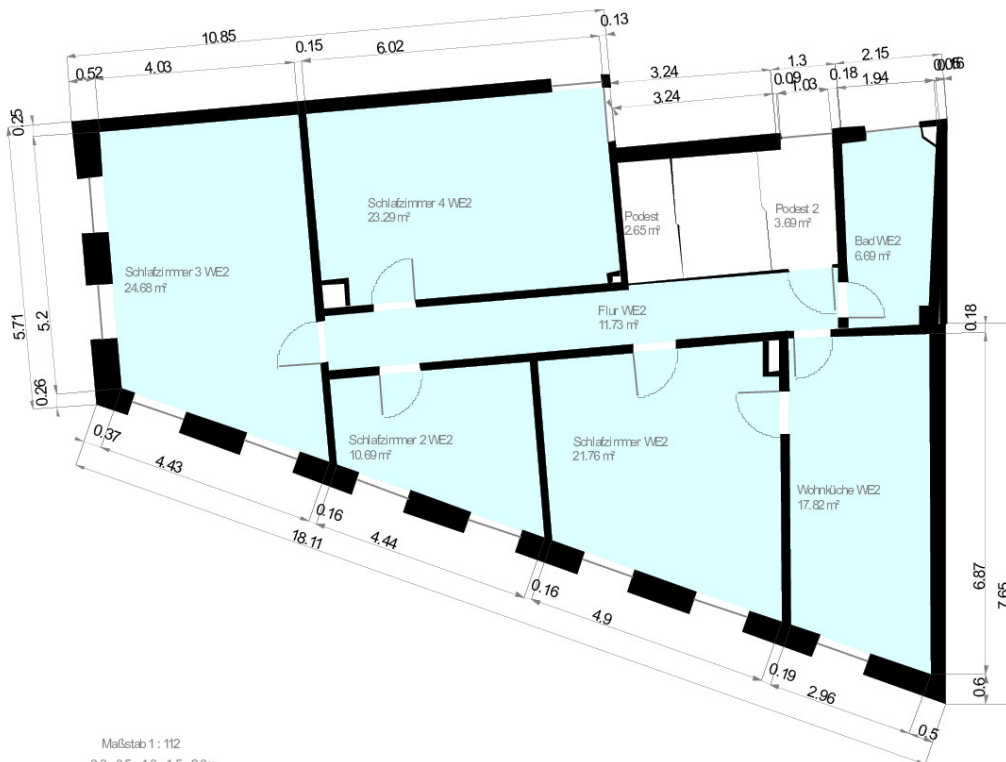 0.13
10.85
0.15
6.02
0.52
4.03
3.24
3.24
0.09
1.3
1.03
0.18
2.15
1.94
0.25
5.71
5.2
0.26
Schlafzimmer 4 WE2
23.29 m²
Podest
2.65 m²
Podest 2
3.69 m²
Bad WE2
6.69 m²
Schlafzimmer 3 WE2
24.68 m²
Flur WE2
11.73 m²
0.18
Schlafzimmer 2 WE2
10.69 m²
Schlafzimmer WE2
21.76 m²
Wohnküche WE2
17.82 m²
0.37
4.43
0.16
18.11
4.44
0.16
4.9
0.19
2.96
0.5
6.87
7.65
0.6
Maßstab 1 : 112